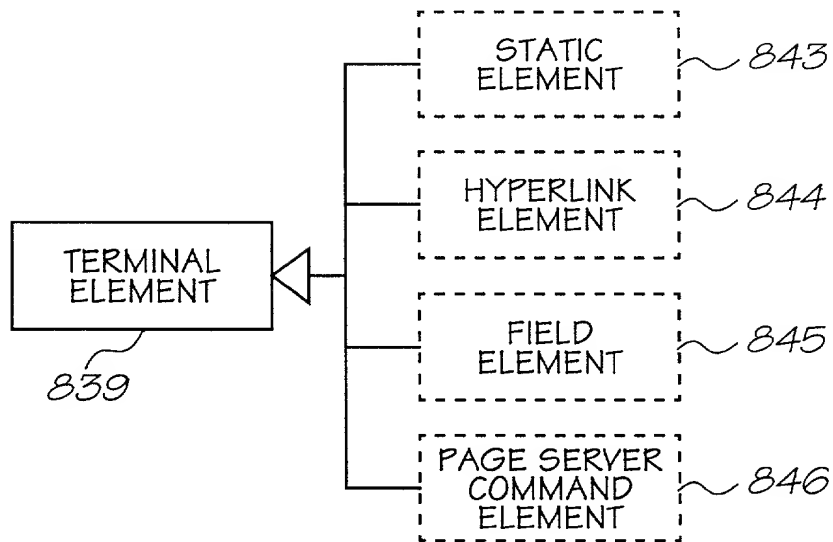 STATIC
ELEMENT
843
HYPERLINK
ELEMENT
844
TERMINAL
ELEMENT
839
FIELD
ELEMENT
845
PAGE SERVER
COMMAND
ELEMENT
846